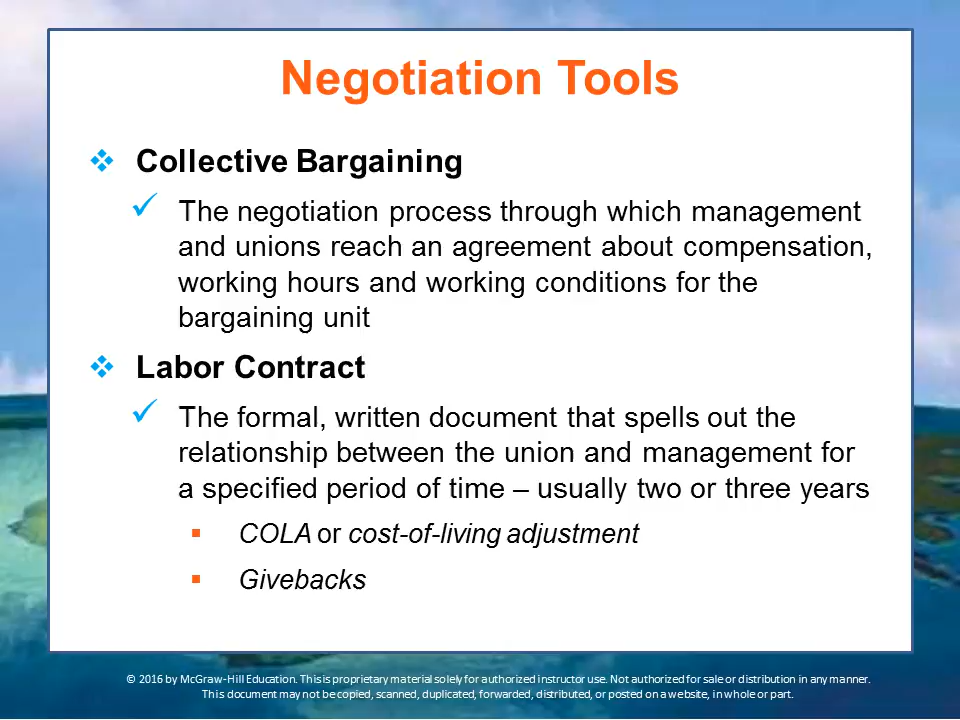 Negotiation Tools
Collective Bargaining
The negotiation process through which management
and unions reach an agreement about compensation,
working hours and working conditions for the
bargaining unit
Labor Contract
The formal, written document that spells out the
relationship between the union and management for
a specified period of time – usually two or three years
COLA or cost-of-living adjustment
Givebacks
© 2016 by McGraw-Hill Education. This is proprietary material solely for authorized instructor use. Not authorized for sale or distribution in any manner.
This document may not be copied, scanned, duplicated, forwarded, distributed, or posted on a website, in whole or part.